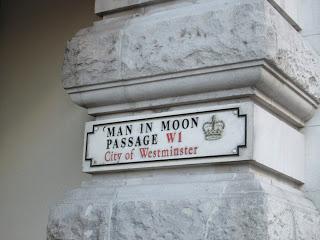 MAN IN MOON
PASSAGE W1
City of Westminster